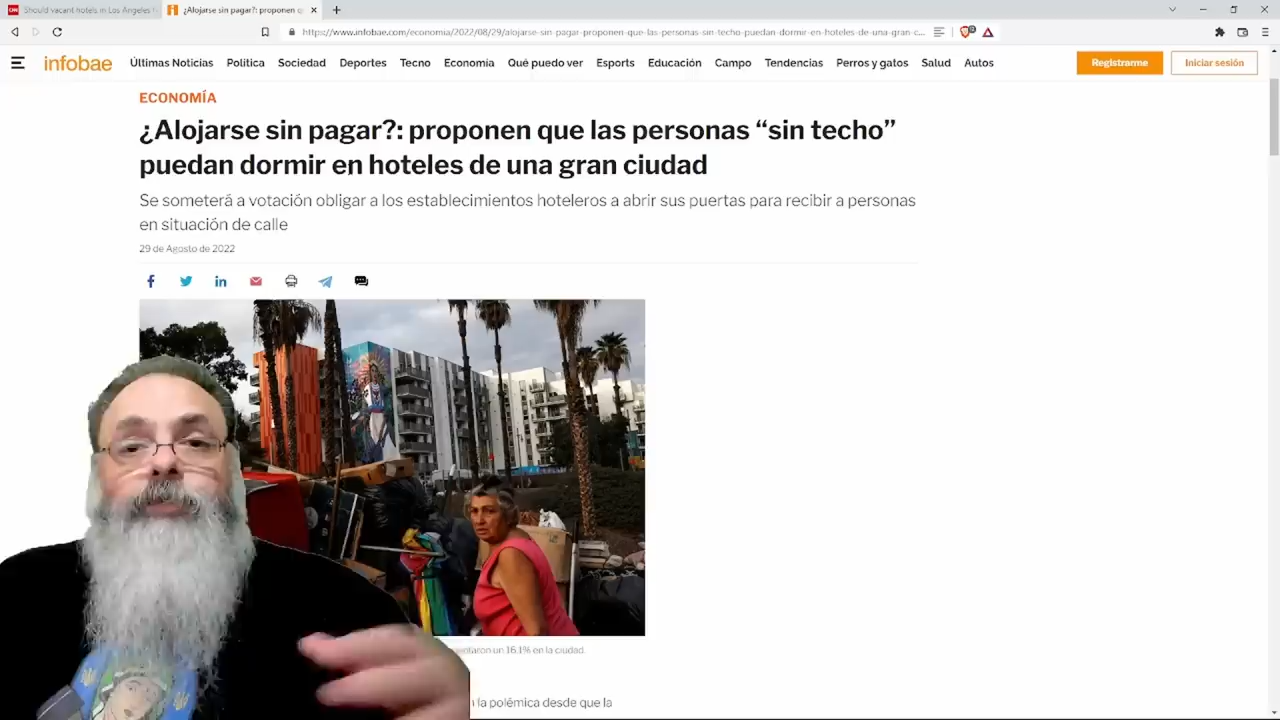 Should vacant hotels in Los Angeles
¿Alojarse sin pagar?: proponen q
https://www.infobae.com/economia/2022/08/29/alojarse-sin-pagar-proponen-que-las-personas-sin-techo-puedan-dormir-en-hoteles-de-una-gran-c...
infobae
Últimas Noticias Política Sociedad Deportes Tecno Economía Qué puedo ver Esports Educación Campo Tendencias Perros y gatos Salud Autos
Registrarme Iniciar sesión
ECONOMÍA
¿Alojarse sin pagar?: proponen que las personas “sin techo”
puedan dormir en hoteles de una gran ciudad
Se someterá a votación obligar a los establecimientos hoteleros a abrir sus puertas para recibir a personas
en situación de calle
29 de Agosto de 2022
un 16.1% en la ciudad.
la polémica desde que la